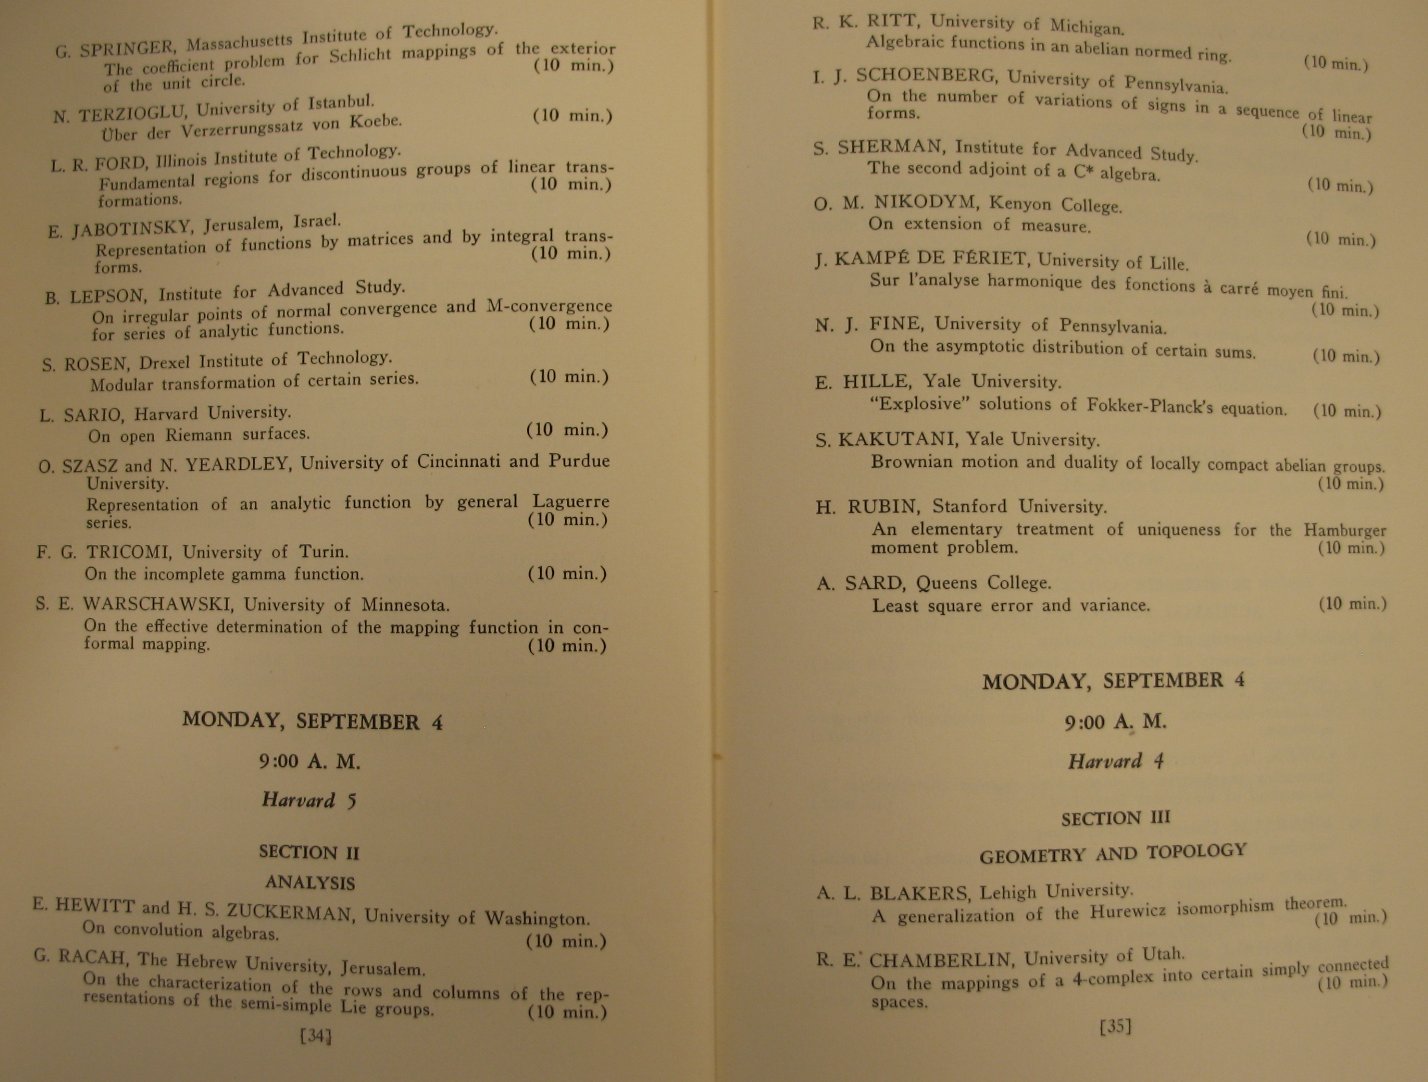 G. SPRINGER, Massachusetts Institute of Technology.
The coefficient problem for Schlicht mappings of the exterior
of the unit circle. (10 min.)
N. TERZIOGLU, University of Istanbul.
Über der Verzerrungssatz von Koebe. (10 min.)
L. R. FORD, Illinois Institute of Technology.
Fundamental regions for discontinuous groups of linear trans-
formations. (10 min.)
E. JABOTINSKY, Jerusalem, Israel.
Representation of functions by matrices and by integral trans-
forms. (10 min.)
B. LEPSON, Institute for Advanced Study.
On irregular points of normal convergence and M-convergence
for series of analytic functions. (10 min.)
S. ROSEN, Drexel Institute of Technology.
Modular transformation of certain series. (10 min.)
L. SARIO, Harvard University.
On open Riemann surfaces. (10 min.)
O. SZASZ and N. YEARDLEY, University of Cincinnati and Purdue
University.
Representation of an analytic function by general Laguerre
series. (10 min.)
F. G. TRICOMI, University of Turin.
On the incomplete gamma function. (10 min.)
S. E. WARSCHAWSKI, University of Minnesota.
On the effective determination of the mapping function in con-
formal mapping. (10 min.)
MONDAY, SEPTEMBER 4
9:00 A. M.
Harvard 5
SECTION II
ANALYSIS
E. HEWITT and H. S. ZUCKERMAN, University of Washington.
On convolution algebras. (10 min.)
G. RACAH, The Hebrew University, Jerusalem.
On the characterization of the rows and columns of the rep-
resentations of the semi-simple Lie groups. (10 min.)
[34]
R. K. RITT, University of Michigan.
Algebraic functions in an abelian normed ring. (10 min.)
I. J. SCHOENBERG, University of Pennsylvania.
On the number of variations of signs in a sequence of linear
forms. (10 min.)
S. SHERMAN, Institute for Advanced Study.
The second adjoint of a C* algebra. (10 min.)
O. M. NIKODYM, Kenyon College.
On extension of measure. (10 min.)
J. KAMPÉ DE FÉRIET, University of Lille.
Sur l'analyse harmonique des fonctions à carré moyen fini.
(10 min.)
N. J. FINE, University of Pennsylvania.
On the asymptotic distribution of certain sums. (10 min.)
E. HILLE, Yale University.
"Explosive" solutions of Fokker-Planck's equation. (10 min.)
S. KAKUTANI, Yale University.
Brownian motion and duality of locally compact abelian groups.
(10 min.)
H. RUBIN, Stanford University.
An elementary treatment of uniqueness for the Hamburger
moment problem. (10 min.)
A. SARD, Queens College.
Least square error and variance. (10 min.)
MONDAY, SEPTEMBER 4
9:00 A. M.
Harvard 4
SECTION III
GEOMETRY AND TOPOLOGY
A. L. BLAKERS, Lehigh University.
A generalization of the Hurewicz isomorphism theorem.
(10 min.)
R. E. CHAMBERLIN, University of Utah.
On the mappings of a 4-complex into certain simply connected
spaces. (10 min.)
[35]